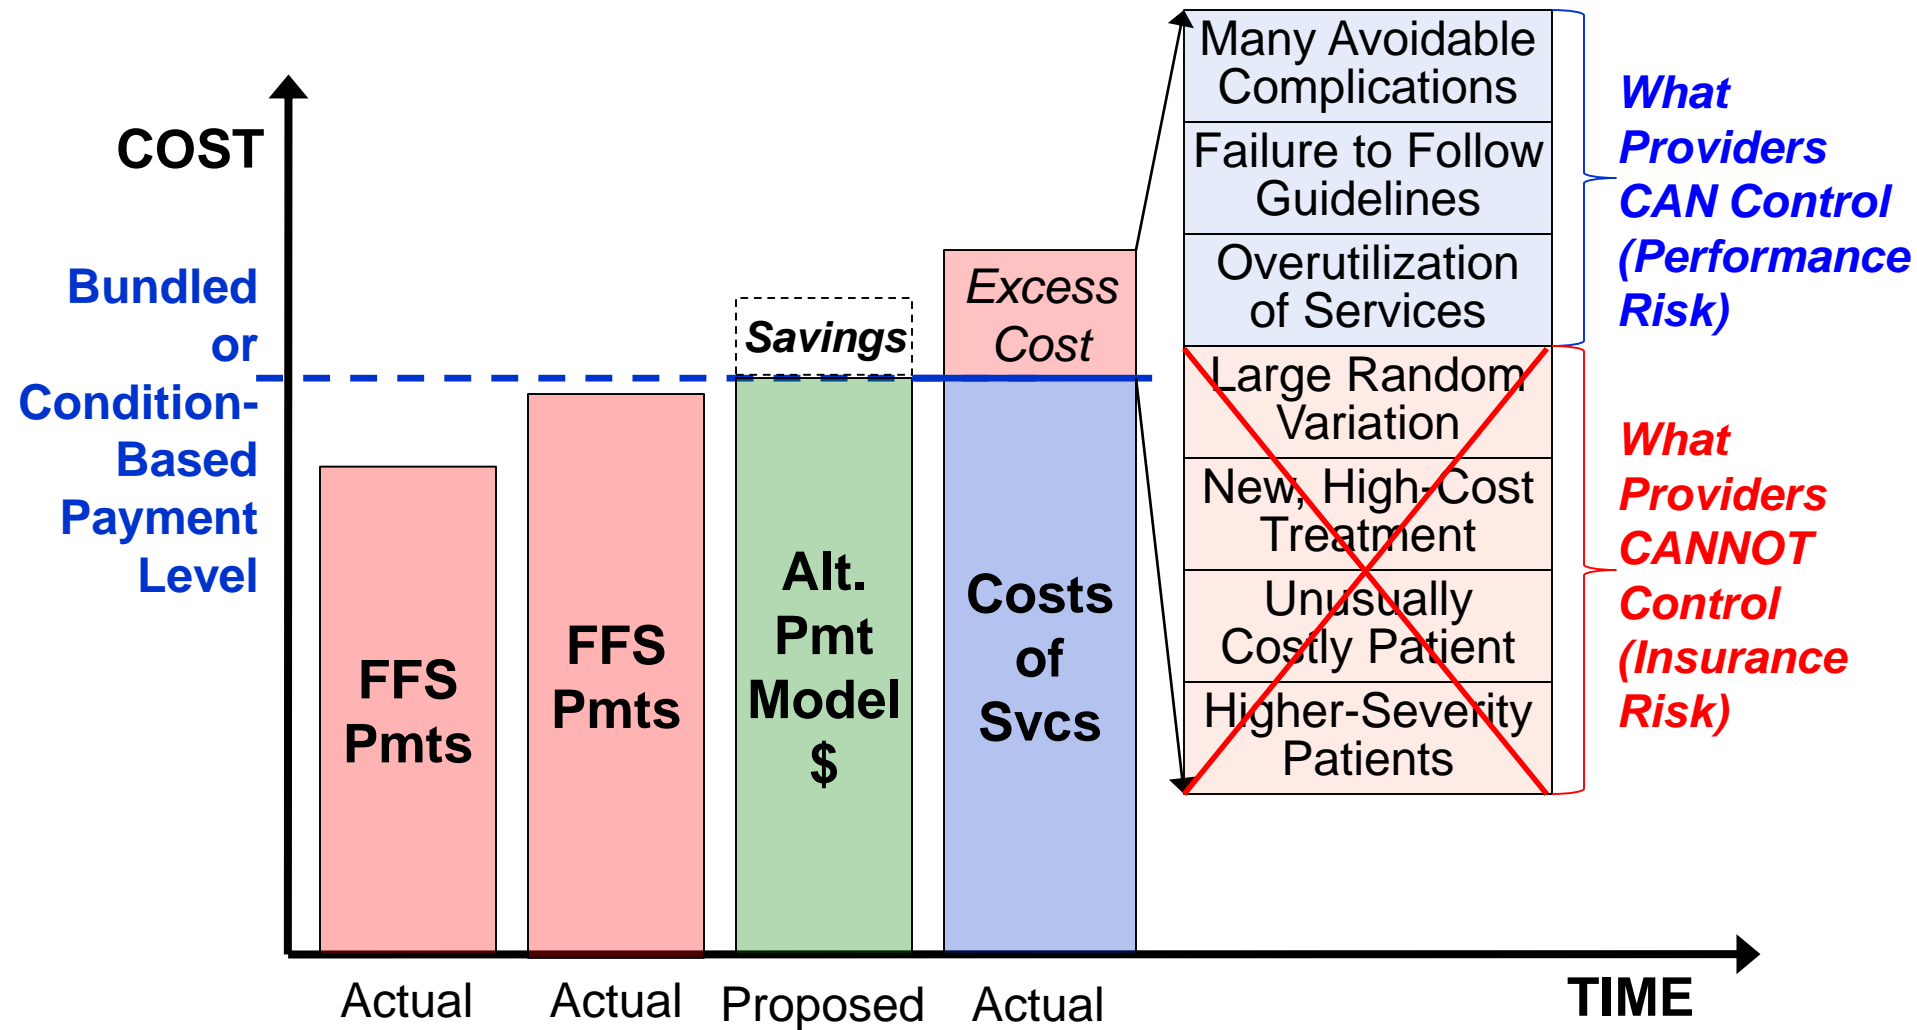 COST
Bundled
or
Condition-
Based
Payment
Level
FFS
Pmts
Actual
FFS
Pmts
Actual
Savings
Alt.
Pmt
Model
$
Proposed
Excess
Cost
Costs
of
Svcs
Actual
Many Avoidable
Complications
Failure to Follow
Guidelines
Overutilization
of Services
Large Random
Variation
New, High-Cost
Treatment
Unusually
Costly Patient
Higher-Severity
Patients
What
Providers
CAN Control
(Performance
Risk)
What
Providers
CANNOT
Control
(Insurance
Risk)
TIME